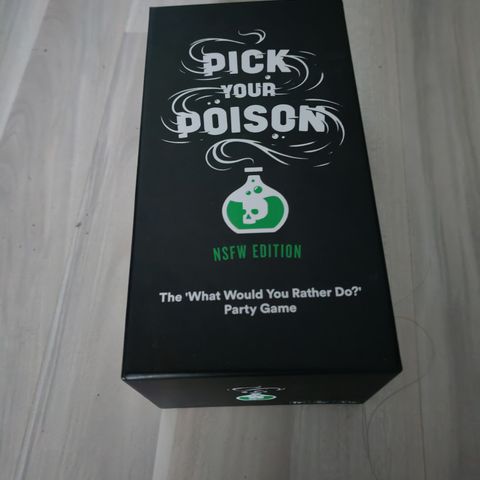 PICK
YOUR
POISON
NSFW EDITION
The 'What Would You Rather Do?'
Party Game